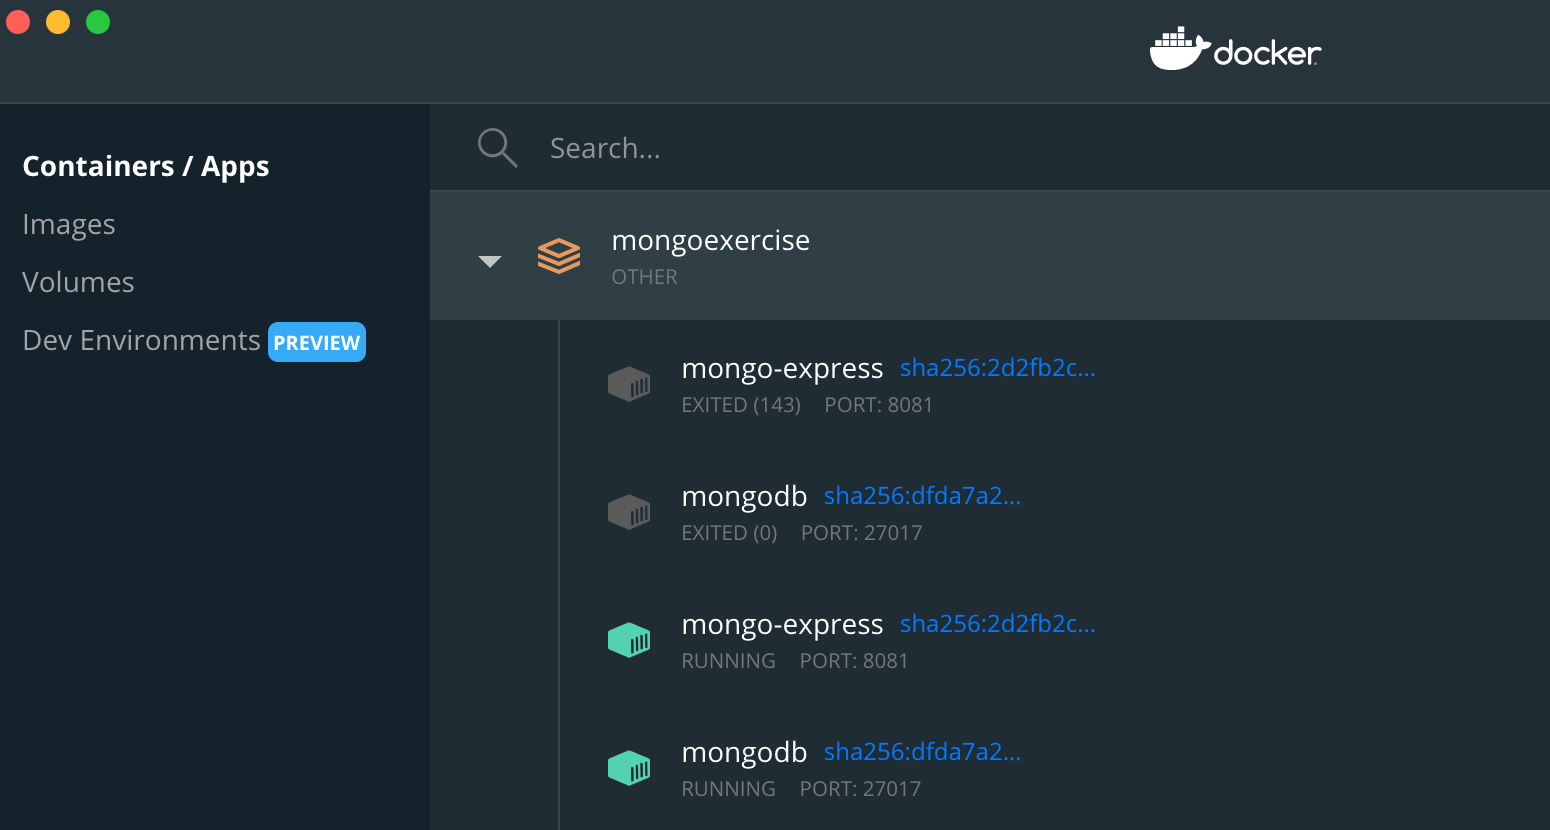 docker
Containers / Apps
Images
Volumes
Dev Environments PREVIEW
Search...
mongoexercise
OTHER
mongo-express sha256:2d2fb2c...
EXITED (143) PORT: 8081
mongodb sha256:dfda7a2...
EXITED (0) PORT: 27017
mongo-express sha256:2d2fb2c...
RUNNING PORT: 8081
mongodb sha256:dfda7a2...
RUNNING PORT: 27017